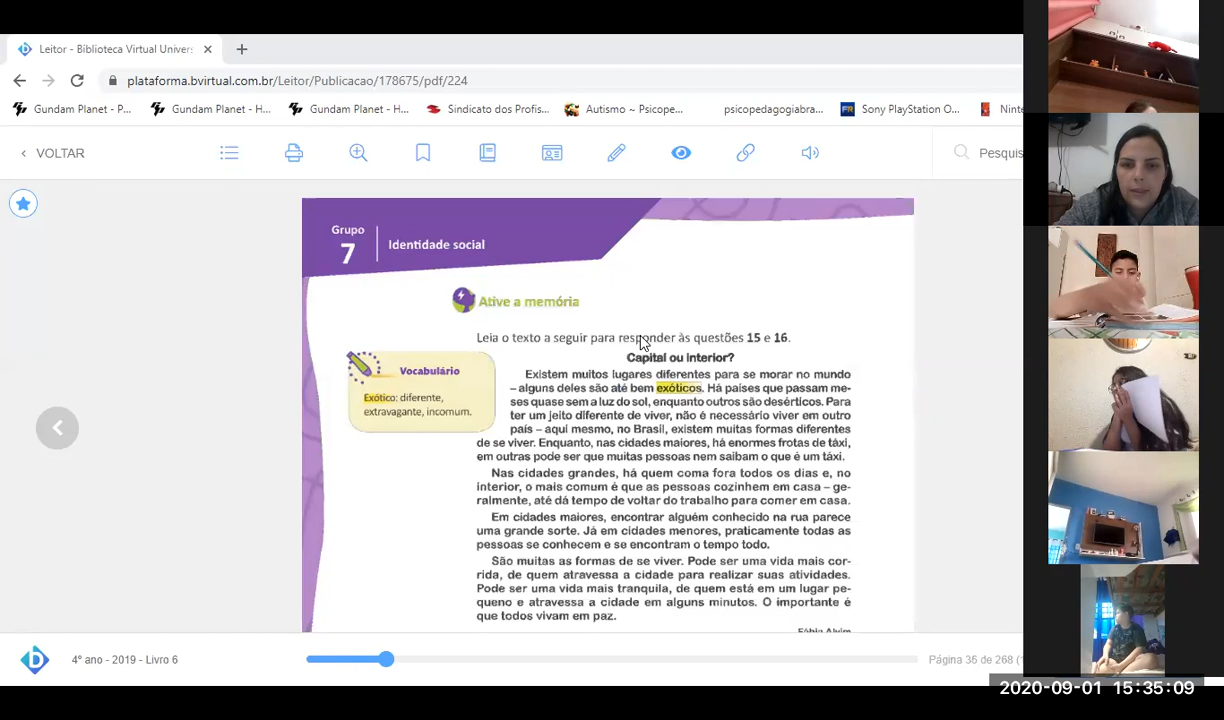 Leitor - Biblioteca Virtual Univers
plataforma.bvirtual.com.br/Leitor/Publicacao/178675/pdf/224
Gundam Planet - P... Gundam Planet - H... Gundam Planet - H... Sindicato dos Profis... Autismo ~ Psicope... psicopedagogiabra... Sony PlayStation O... Ninte
VOLTAR
Pesquis
Grupo
7
Identidade social
Ative a memória
Leia o texto a seguir para responder às questões 15 e 16.
Vocabulário
Exótico: diferente,
extravagante, incomum.
Capital ou interior?
Existem muitos lugares diferentes para se morar no mundo
– alguns deles são até bem exóticos. Há países que passam me-
ses quase sem a luz do sol, enquanto outros são desérticos. Para
ter um jeito diferente de viver, não é necessário viver em outro
país – aqui mesmo, no Brasil, existem muitas formas diferentes
de se viver. Enquanto, nas cidades maiores, há enormes frotas de táxi,
em outras pode ser que muitas pessoas nem saibam o que é um táxi.
Nas cidades grandes, há quem coma fora todos os dias e, no
interior, o mais comum é que as pessoas cozinhem em casa – ge-
ralmente, até dá tempo de voltar do trabalho para comer em casa.
Em cidades maiores, encontrar alguém conhecido na rua parece
uma grande sorte. Já em cidades menores, praticamente todas as
pessoas se conhecem e se encontram o tempo todo.
São muitas as formas de se viver. Pode ser uma vida mais cor-
rida, de quem atravessa a cidade para realizar suas atividades.
Pode ser uma vida mais tranquila, de quem está em um lugar pe-
queno e atravessa a cidade em alguns minutos. O importante é
que todos vivam em paz.
Fábia Alvim
4º ano - 2019 - Livro 6
Página 36 de 268 (1
2020-09-01 15:35:09